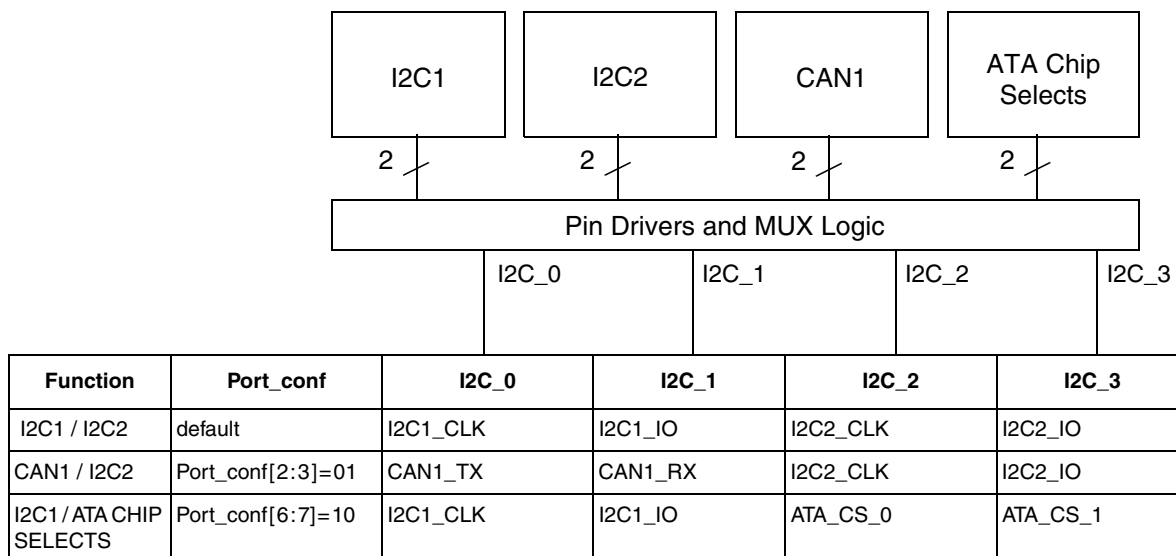 I2C1 I2C2 CAN1 ATA Chip
Selects
2 2 2 2
Pin Drivers and MUX Logic
I2C_0 I2C_1 I2C_2 I2C_3
Function Port_conf I2C_0 I2C_1 I2C_2 I2C_3
I2C1 / I2C2 default I2C1_CLK I2C1_IO I2C2_CLK I2C2_IO
CAN1 / I2C2 Port_conf[2:3]=01 CAN1_TX CAN1_RX I2C2_CLK I2C2_IO
I2C1 / ATA CHIP Port_conf[6:7]=10 I2C1_CLK I2C1_IO ATA_CS_0 ATA_CS_1
SELECTS